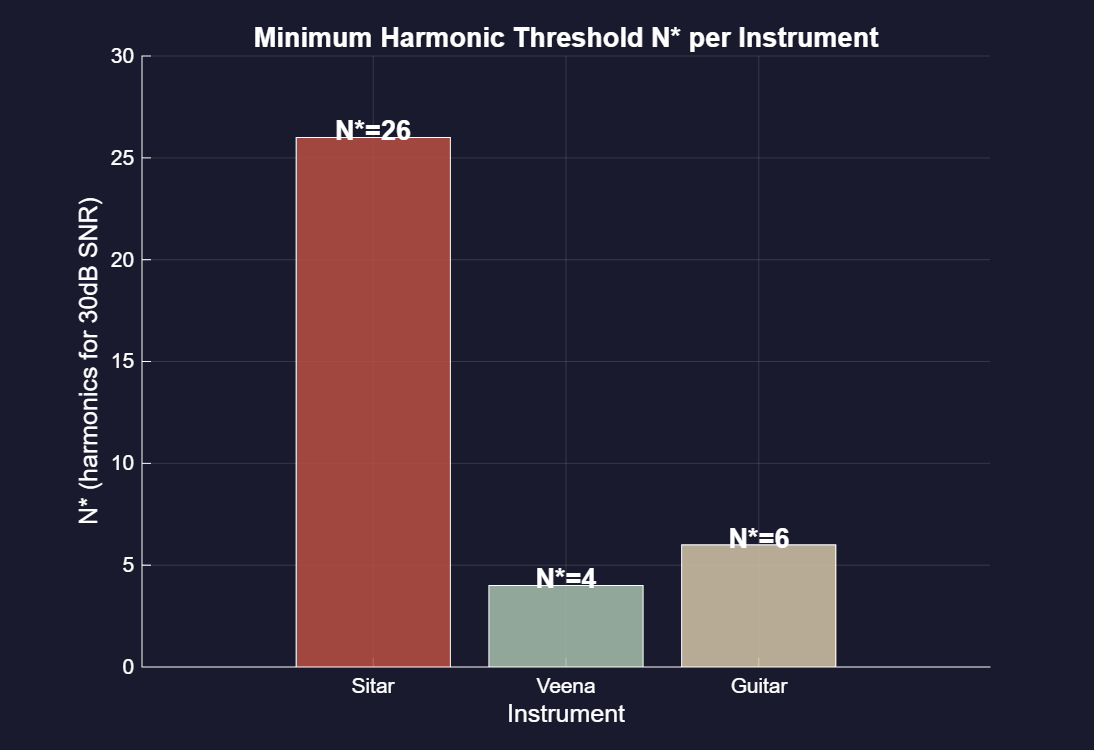 Minimum Harmonic Threshold N* per Instrument
N* (harmonics for 30dB SNR)
30
25
20
15
10
5
0
N*=26
N*=4
N*=6
Sitar
Veena
Guitar
Instrument